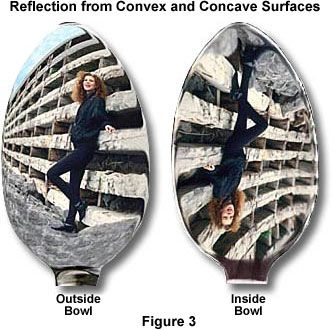 Reflection from Convex and Concave Surfaces
Outside
Bowl
Inside
Bowl
Figure 3